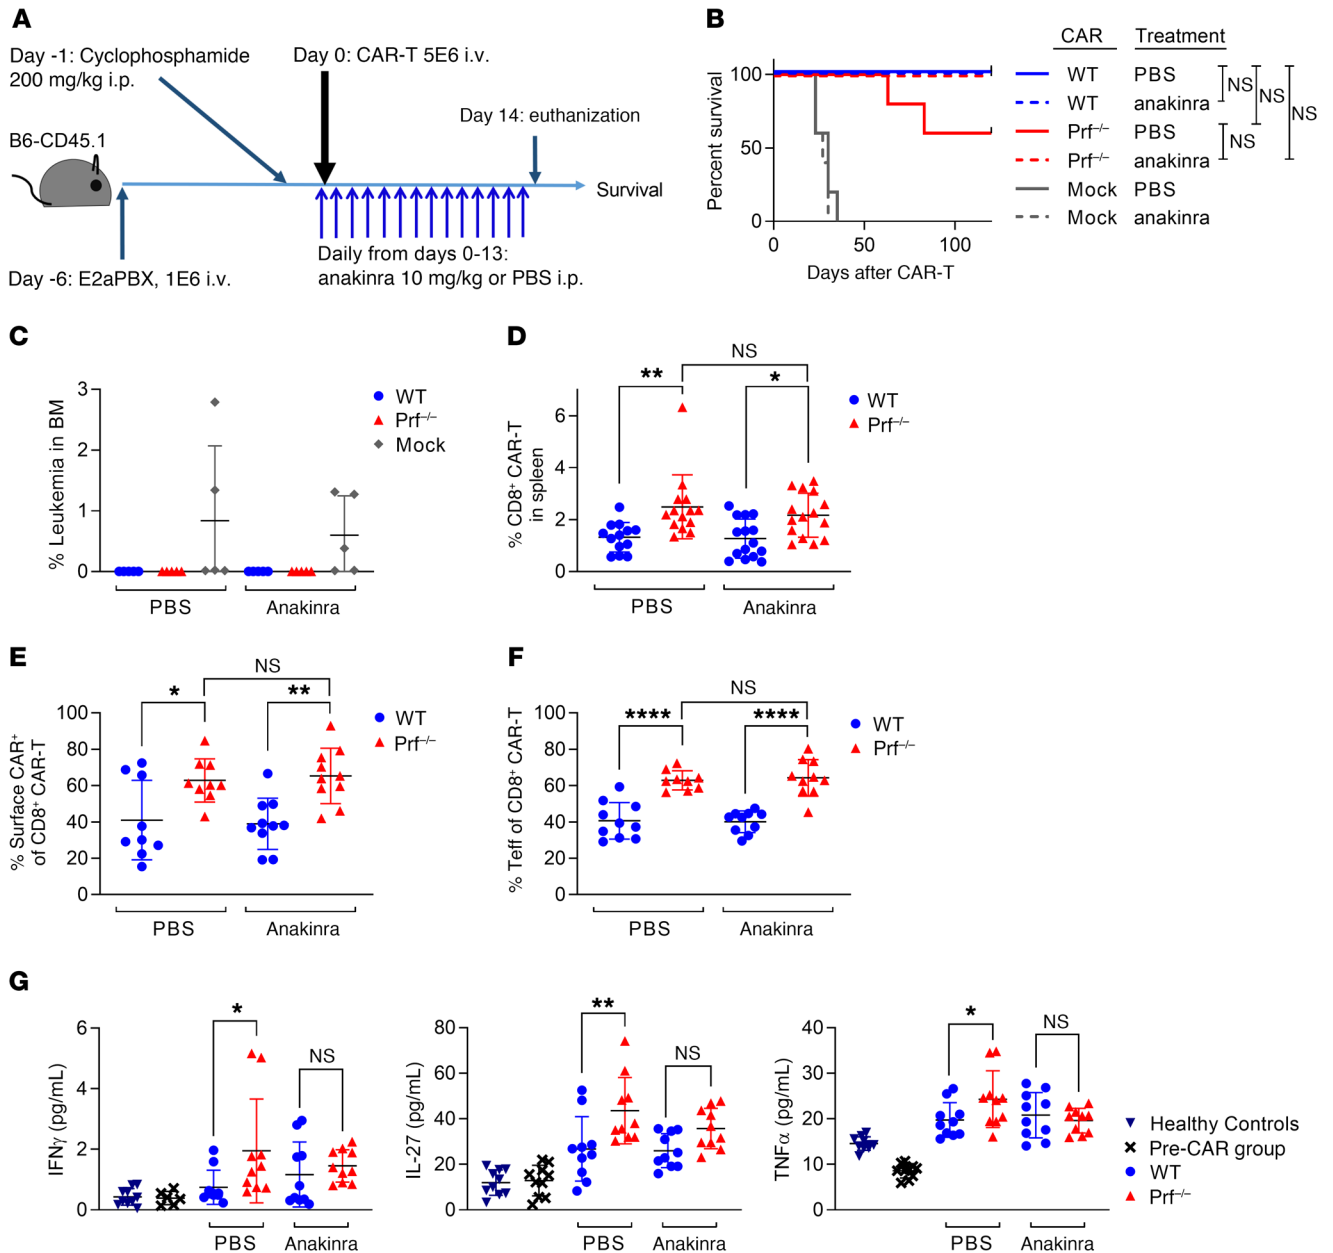 A
Day -1: Cyclophosphamide
200 mg/kg i.p.
Day 0: CAR-T 5E6 i.v.
Day 14: euthanization
B6-CD45.1
Survival
Daily from days 0-13:
anakinra 10 mg/kg or PBS i.p.
Day -6: E2aPBX, 1E6 i.v.
B
Percent survival
100
50
0
0 50 100
Days after CAR-T
CAR Treatment
WT PBS
WT anakinra
Prf–/– PBS
Prf–/– anakinra
Mock PBS
Mock anakinra
NS
NS
NS
NS
C
% Leukemia in BM
3
2
1
0
PBS Anakinra
WT
Prf–/–
Mock
D
% CD8+ CAR-T
in spleen
6
4
2
0
** NS *
PBS Anakinra
WT
Prf–/–
E
% Surface CAR+
of CD8+ CAR-T
100
80
60
40
20
0
* NS **
PBS Anakinra
WT
Prf–/–
F
% Teff of CD8+ CAR-T
100
80
60
40
20
0
**** NS ****
PBS Anakinra
WT
Prf–/–
G
IFNγ (pg/mL)
6
4
2
0
* NS
PBS Anakinra
IL-27 (pg/mL)
80
60
40
20
0
** NS
PBS Anakinra
TNFα (pg/mL)
40
30
20
10
0
* NS
PBS Anakinra
Healthy Controls
Pre-CAR group
WT
Prf–/–